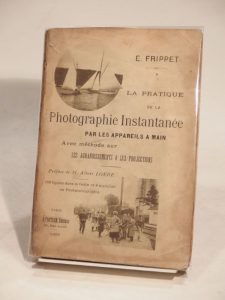 E. FRIPPET
LA PRATIQUE
DE LA
Photographie Instantanée
PAR LES APPAREILS A MAIN
Avec méthode sur
LES AGRANDISSEMENTS & LES PROJECTIONS
Préface de M. Albert LONDE
PARIS